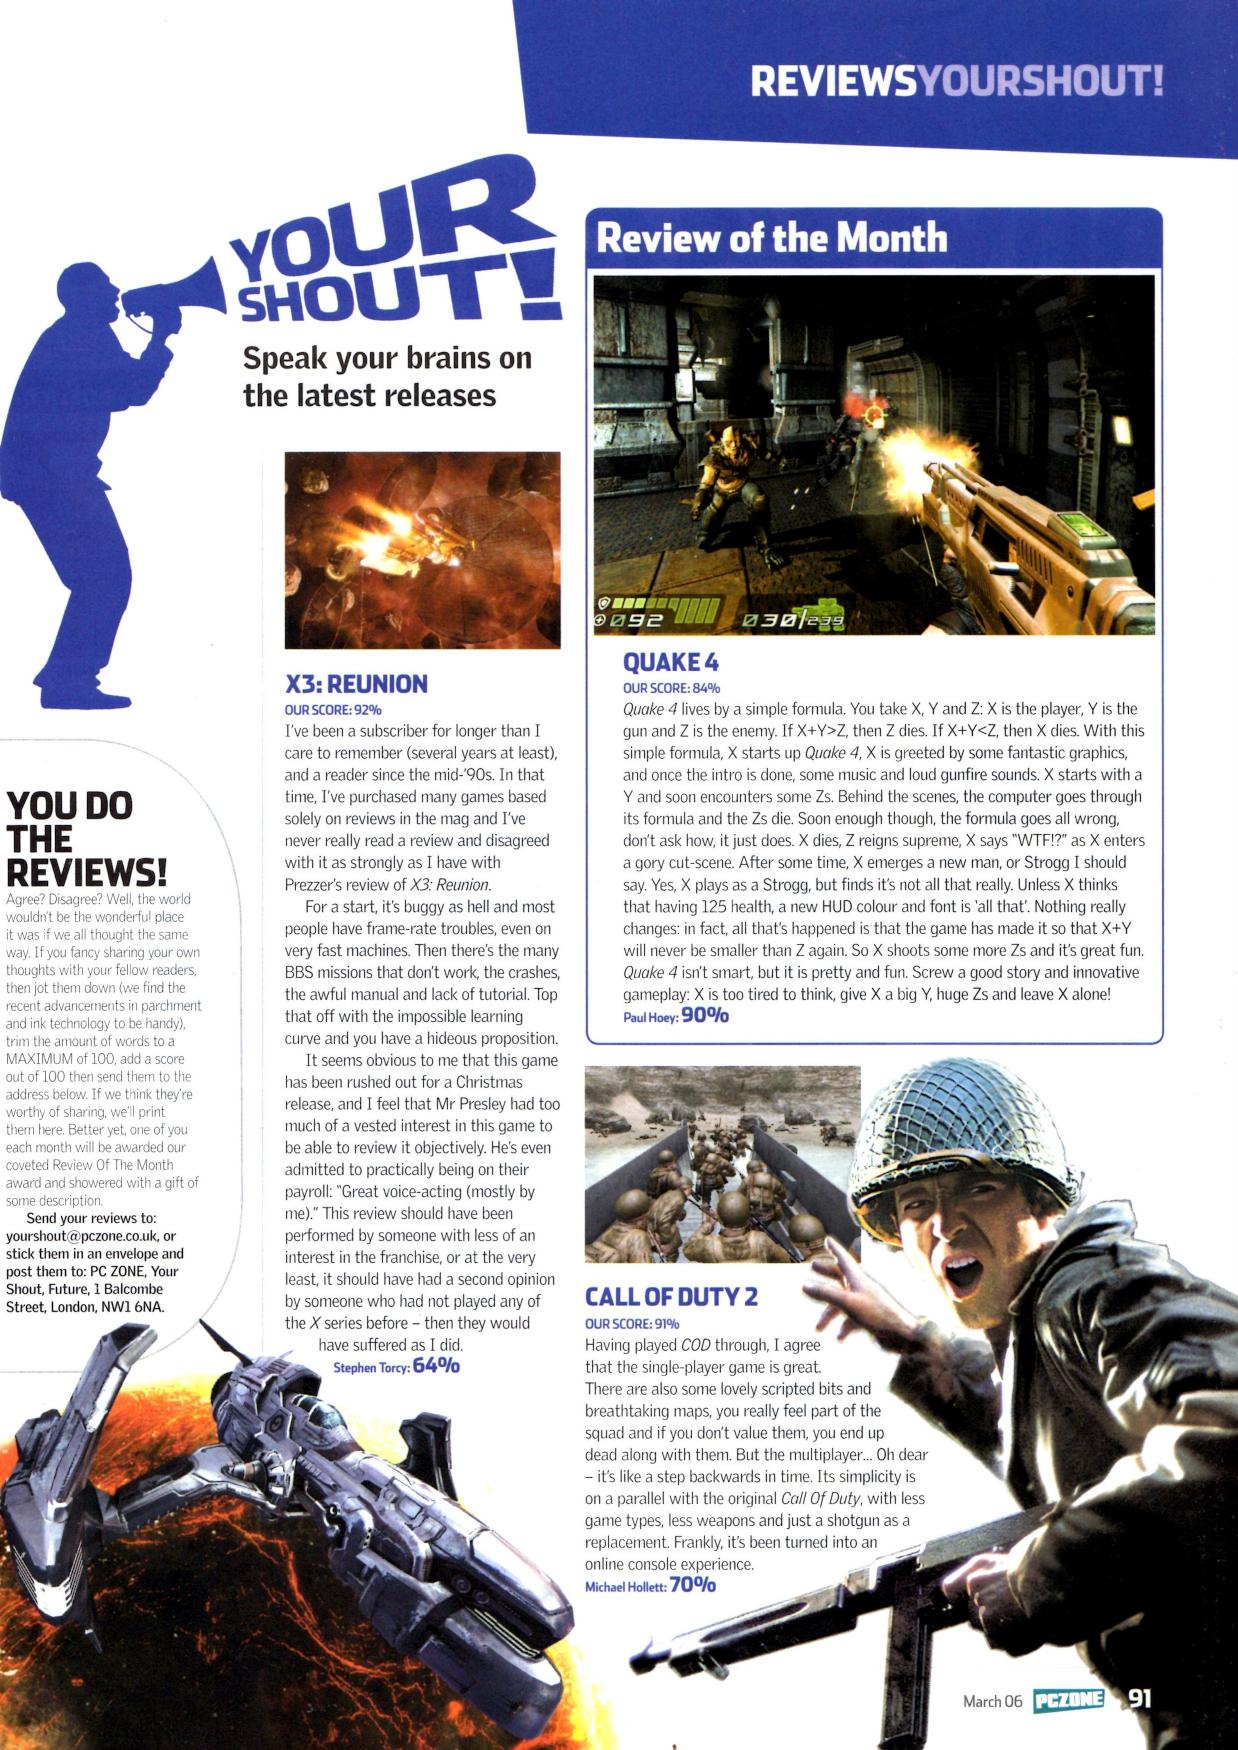 REVIEWSYOURSHOUT!
YOUR
SHOUT!
Speak your brains on
the latest releases
YOU DO
THE
REVIEWS!
Agree? Disagree? Well, the world
wouldn't be the wonderful place
it was if we all thought the same
way. If you fancy sharing your own
thoughts with your fellow readers,
then jot them down (we find the
recent advancements in parchment
and ink technology to be handy),
trim the amount of words to a
MAXIMUM of 100, add a score
out of 100 then send them to the
address below. If we think they're
worthy of sharing, we'll print
them here. Better yet, one of you
each month will be awarded our
coveted Review Of The Month
award and showered with a gift of
some description.
Send your reviews to:
yourshout@pczone.co.uk, or
stick them in an envelope and
post them to: PC ZONE, Your
Shout, Future, 1 Balcombe
Street, London, NW1 6NA.
X3: REUNION
OUR SCORE: 92%
I've been a subscriber for longer than I
care to remember (several years at least),
and a reader since the mid-'90s. In that
time, I've purchased many games based
solely on reviews in the mag and I've
never really read a review and disagreed
with it as strongly as I have with
Prezzer's review of X3: Reunion.
For a start, it's buggy as hell and most
people have frame-rate troubles, even on
very fast machines. Then there's the many
BBS missions that don't work, the crashes,
the awful manual and lack of tutorial. Top
that off with the impossible learning
curve and you have a hideous proposition.
It seems obvious to me that this game
has been rushed out for a Christmas
release, and I feel that Mr Presley had too
much of a vested interest in this game to
be able to review it objectively. He's even
admitted to practically being on their
payroll: "Great voice-acting (mostly by
me)." This review should have been
performed by someone with less of an
interest in the franchise, or at the very
least, it should have had a second opinion
by someone who had not played any of
the X series before – then they would
have suffered as I did.
Stephen Torcy: 64%
Review of the Month
092
030/239
QUAKE 4
OUR SCORE: 84%
Quake 4 lives by a simple formula. You take X, Y and Z: X is the player, Y is the
gun and Z is the enemy. If X+Y>Z, then Z dies. If X+Y<Z, then X dies. With this
simple formula, X starts up Quake 4, X is greeted by some fantastic graphics,
and once the intro is done, some music and loud gunfire sounds. X starts with a
Y and soon encounters some Zs. Behind the scenes, the computer goes through
its formula and the Zs die. Soon enough though, the formula goes all wrong,
don't ask how, it just does. X dies, Z reigns supreme, X says "WTF!?" as X enters
a gory cut-scene. After some time, X emerges a new man, or Strogg I should
say. Yes, X plays as a Strogg, but finds it's not all that really. Unless X thinks
that having 125 health, a new HUD colour and font is 'all that'. Nothing really
changes: in fact, all that's happened is that the game has made it so that X+Y
will never be smaller than Z again. So X shoots some more Zs and it's great fun.
Quake 4 isn't smart, but it is pretty and fun. Screw a good story and innovative
gameplay: X is too tired to think, give X a big Y, huge Zs and leave X alone!
Paul Hoey: 90%
CALL OF DUTY 2
OUR SCORE: 91%
Having played COD through, I agree
that the single-player game is great.
There are also some lovely scripted bits and
breathtaking maps, you really feel part of the
squad and if you don't value them, you end up
dead along with them. But the multiplayer... Oh dear
– it's like a step backwards in time. Its simplicity is
on a parallel with the original Call Of Duty, with less
game types, less weapons and just a shotgun as a
replacement. Frankly, it's been turned into an
online console experience.
Michael Hollett: 70%
March 06 PCZONE 91